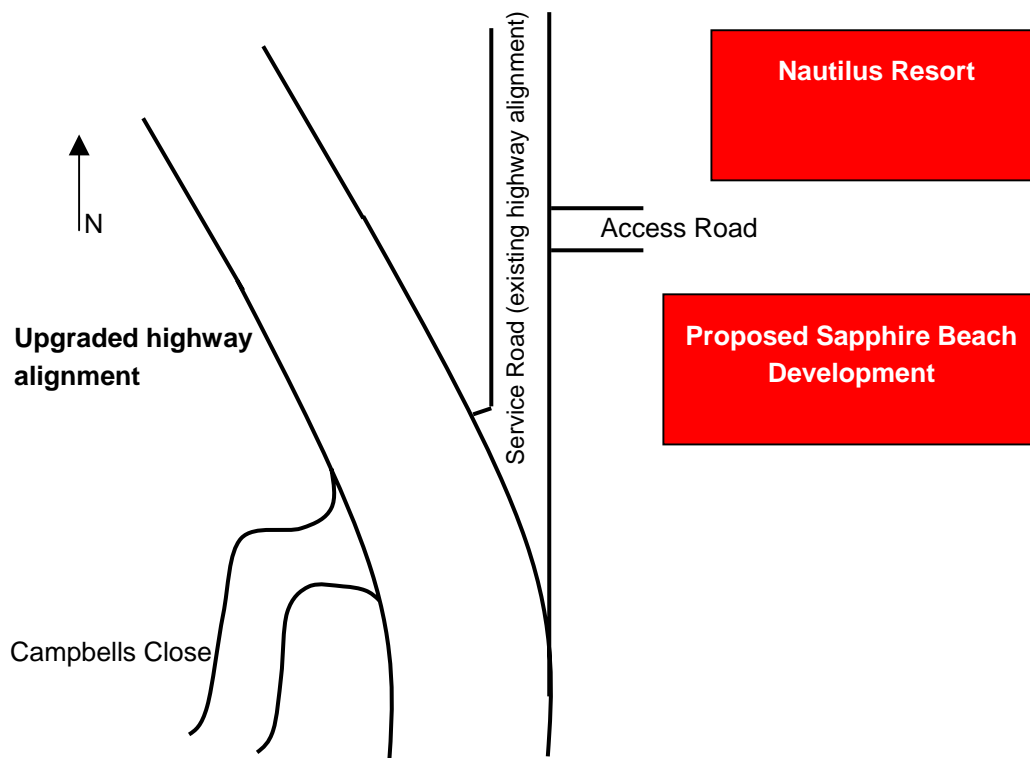 Nautilus Resort
Service Road (existing highway alignment)
N
Access Road
Upgraded highway
alignment
Proposed Sapphire Beach
Development
Campbells Close